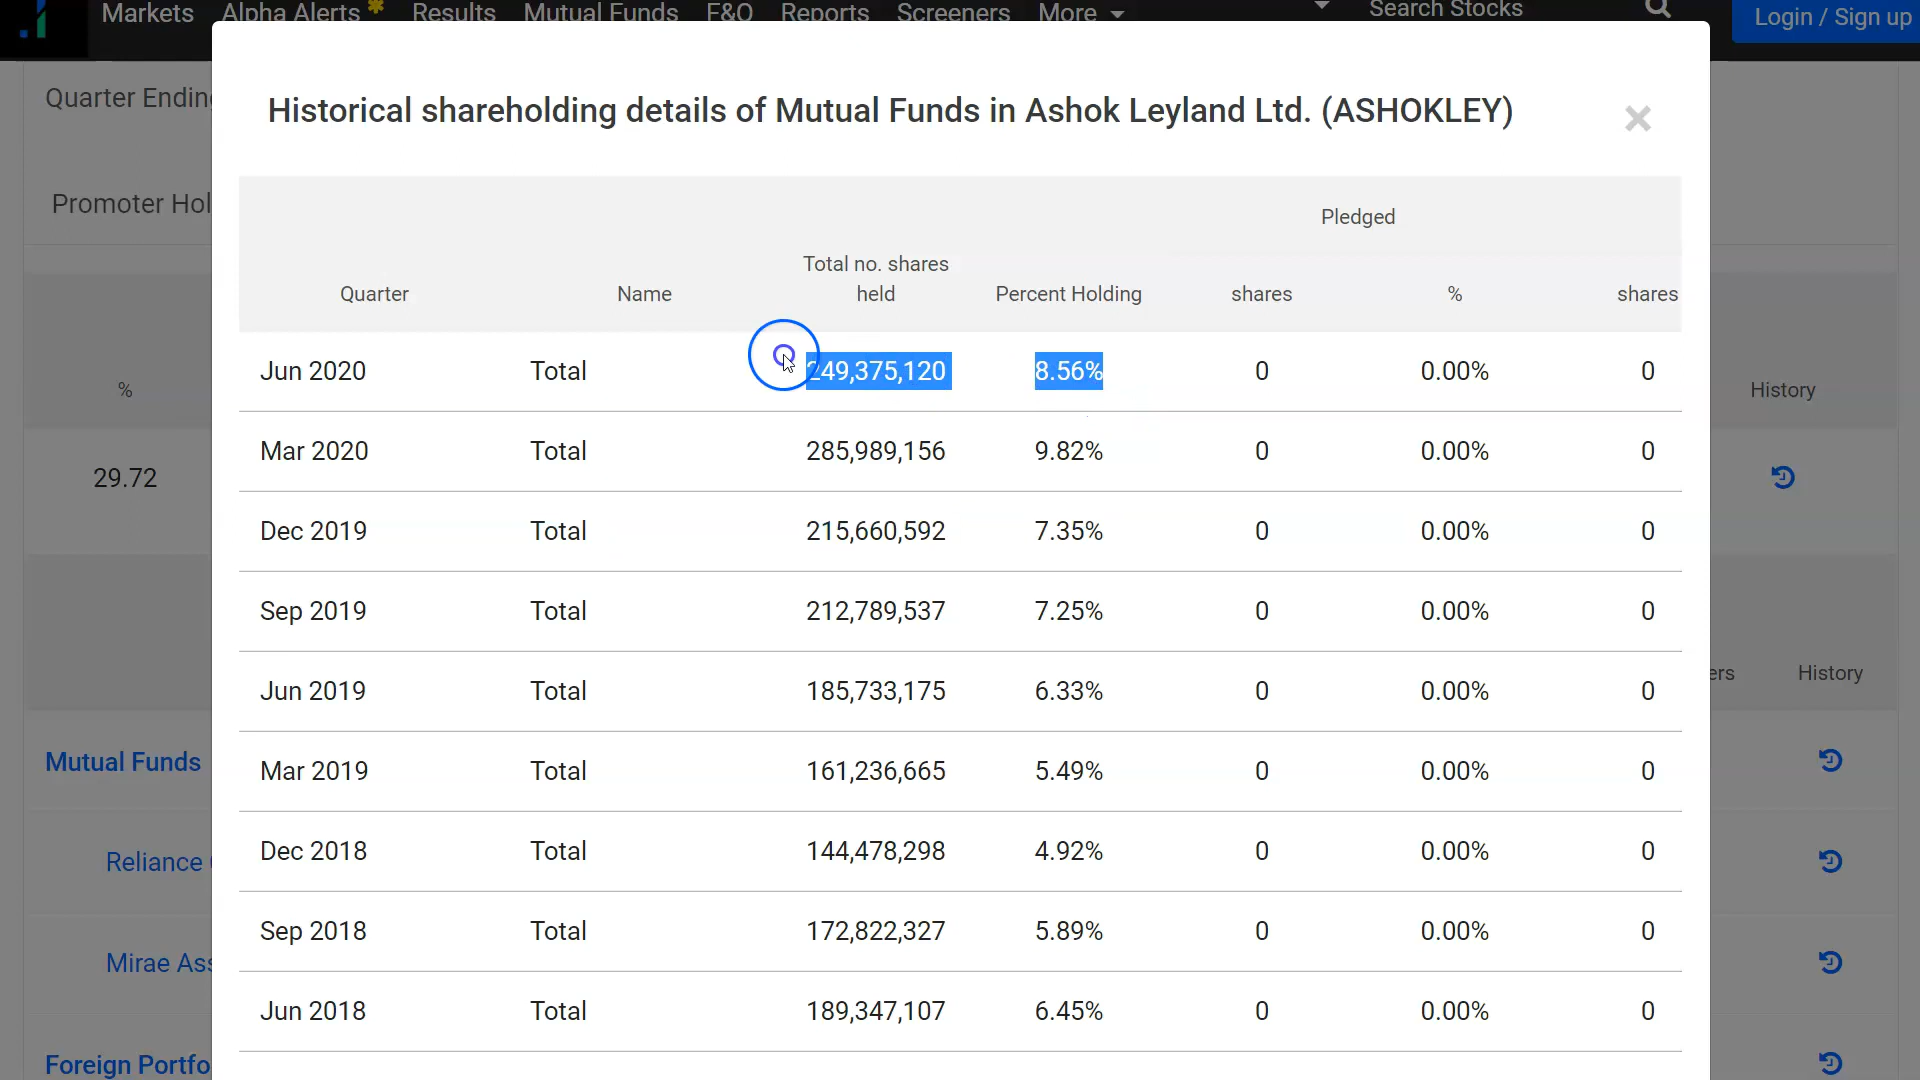 Markets Alpha Alerts Results Mutual Funds F&O Reports Screeners More Search Stocks Login / Sign up
Quarter Ending
Historical shareholding details of Mutual Funds in Ashok Leyland Ltd. (ASHOKLEY)
Promoter Hol
Pledged
Total no. shares
Quarter Name held Percent Holding shares % shares
Jun 2020 Total 249,375,120 8.56% 0 0.00% 0
% History
Mar 2020 Total 285,989,156 9.82% 0 0.00% 0
29.72
Dec 2019 Total 215,660,592 7.35% 0 0.00% 0
Sep 2019 Total 212,789,537 7.25% 0 0.00% 0
ers History
Jun 2019 Total 185,733,175 6.33% 0 0.00% 0
Mutual Funds
Mar 2019 Total 161,236,665 5.49% 0 0.00% 0
Dec 2018 Total 144,478,298 4.92% 0 0.00% 0
Reliance
Sep 2018 Total 172,822,327 5.89% 0 0.00% 0
Mirae Ass
Jun 2018 Total 189,347,107 6.45% 0 0.00% 0
Foreign Portfo